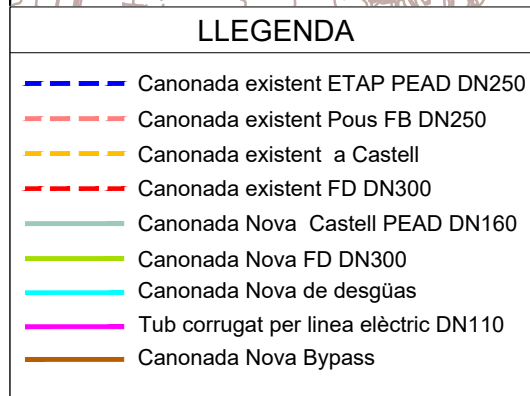 LLEGENDA
Canonada existent ETAP PEAD DN250
Canonada existent Pous FB DN250
Canonada existent a Castell
Canonada existent FD DN300
Canonada Nova Castell PEAD DN160
Canonada Nova FD DN300
Canonada Nova de desgüas
Tub corrugat per linea elèctric DN110
Canonada Nova Bypass